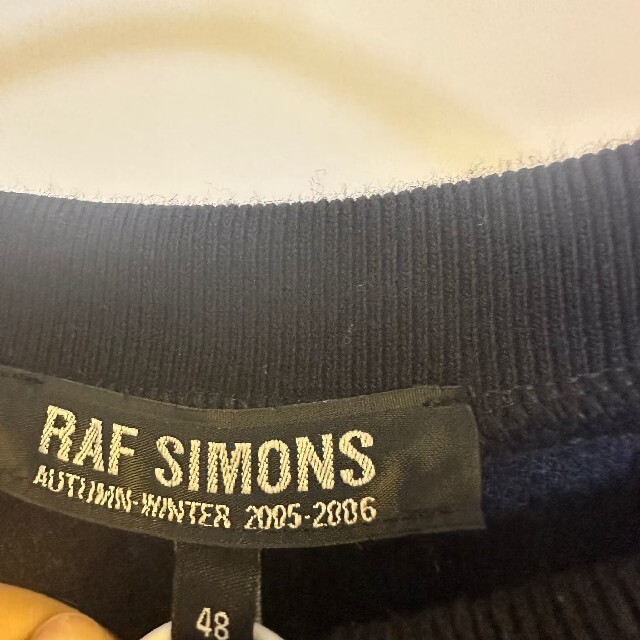 RAF SIMONS
AUTUMN-WINTER 2005-2006
48